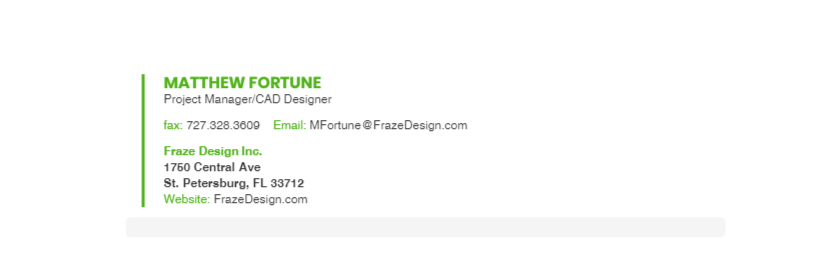 MATTHEW FORTUNE
Project Manager/CAD Designer
fax: 727.328.3609 Email: MFortune@FrazeDesign.com
Fraze Design Inc.
1750 Central Ave
St. Petersburg, FL 33712
Website: FrazeDesign.com